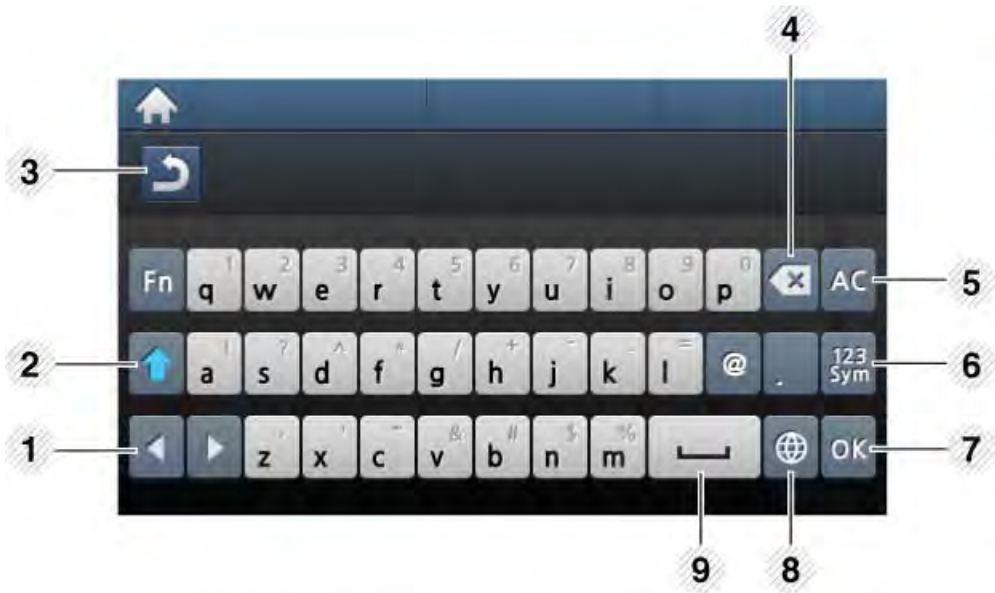 4
3
Fn 1 q 2 w 3 e 4 r 5 t 6 y 7 u 8 i 9 o 0 p AC 5
2 ! a ? s ^ d * f / g + h j k = l @ . 123 Sym 6
1 z x c & v # b $ n % m OK 7
9 8